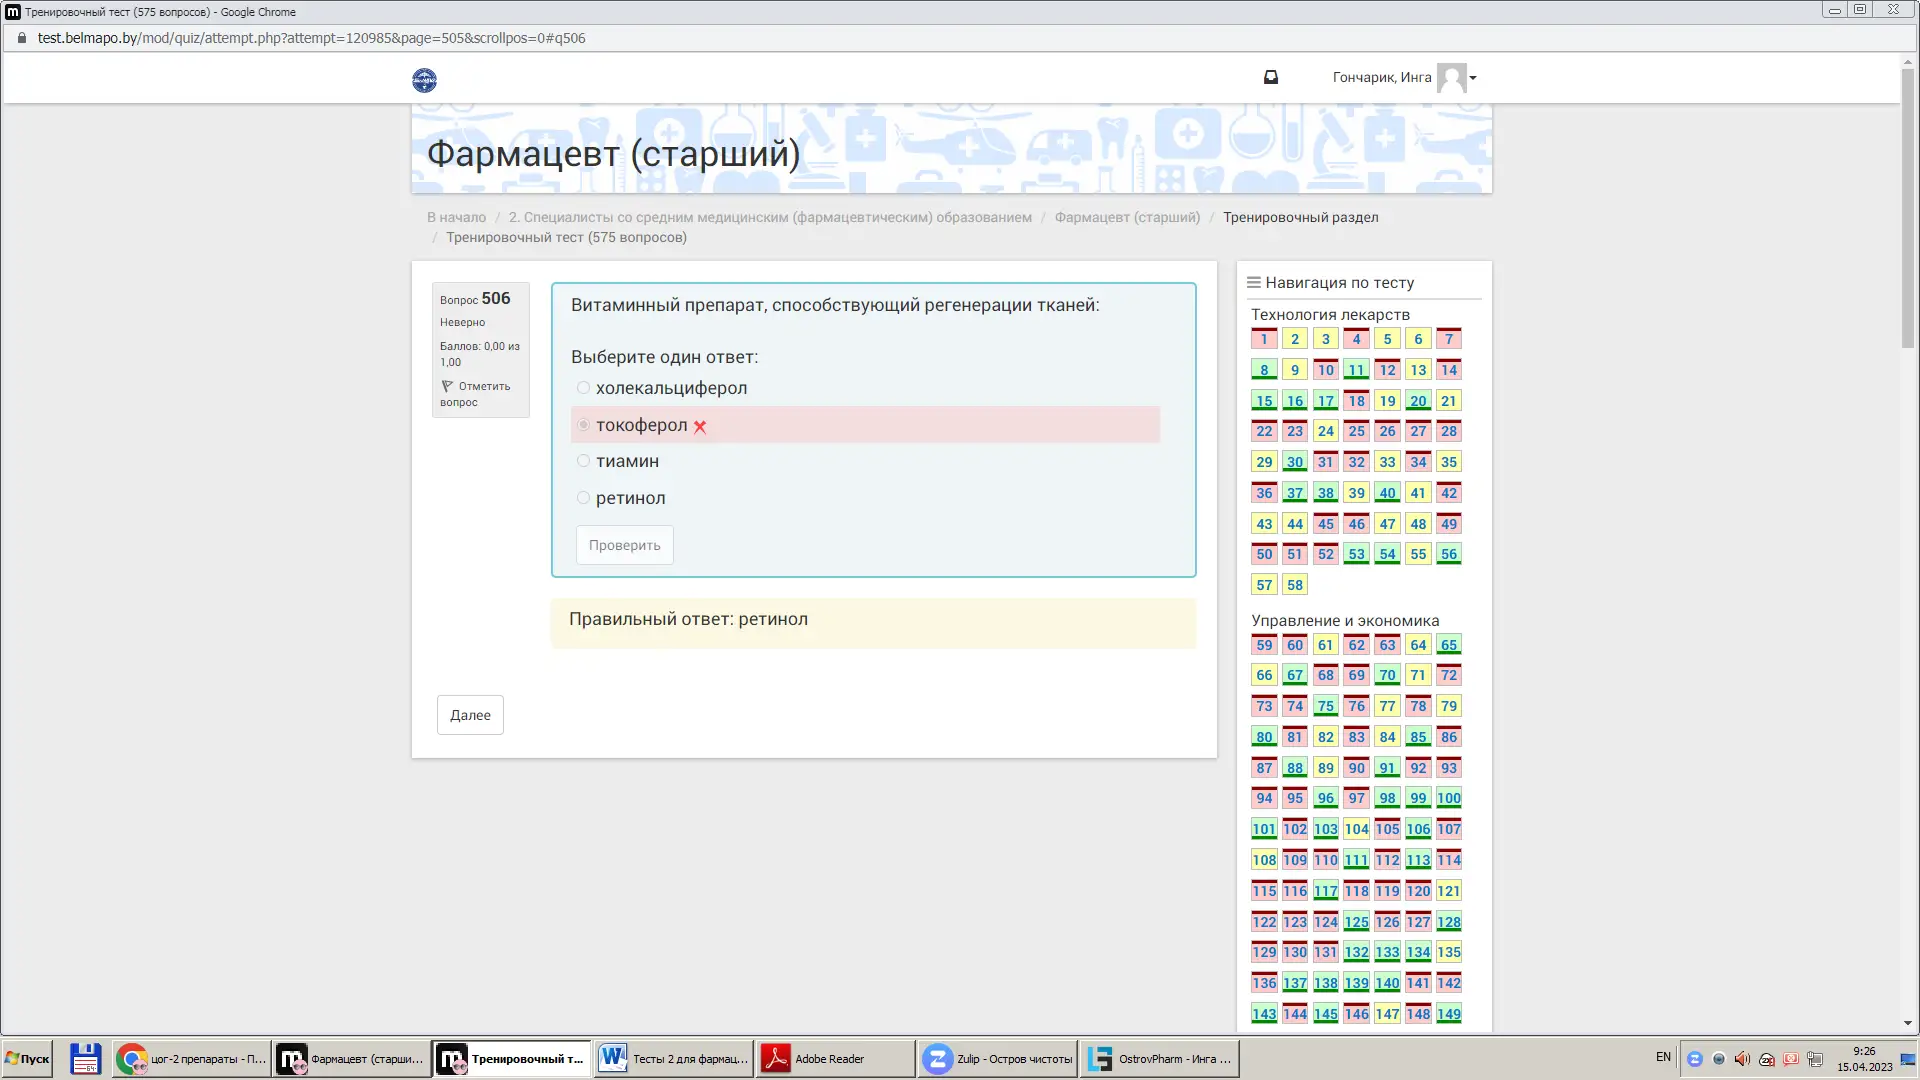 Тренировочный тест (575 вопросов) - Google Chrome
test.belmapo.by/mod/quiz/attempt.php?attempt=120985&page=505&scrollpos=0#q506
Гончарик, Инга
Фармацевт (старший)
В начало / 2. Специалисты со средним медицинским (фармацевтическим) образованием / Фармацевт (старший) / Тренировочный раздел
/ Тренировочный тест (575 вопросов)
Вопрос 506
Неверно
Баллов: 0,00 из
1,00
Отметить
вопрос
Витаминный препарат, способствующий регенерации тканей:
Выберите один ответ:
холекальциферол
токоферол
тиамин
ретинол
Проверить
Правильный ответ: ретинол
Далее
Навигация по тесту
Технология лекарств
1 2 3 4 5 6 7
8 9 10 11 12 13 14
15 16 17 18 19 20 21
22 23 24 25 26 27 28
29 30 31 32 33 34 35
36 37 38 39 40 41 42
43 44 45 46 47 48 49
50 51 52 53 54 55 56
57 58
Управление и экономика
59 60 61 62 63 64 65
66 67 68 69 70 71 72
73 74 75 76 77 78 79
80 81 82 83 84 85 86
87 88 89 90 91 92 93
94 95 96 97 98 99 100
101 102 103 104 105 106 107
108 109 110 111 112 113 114
115 116 117 118 119 120 121
122 123 124 125 126 127 128
129 130 131 132 133 134 135
136 137 138 139 140 141 142
143 144 145 146 147 148 149
Пуск
цог-2 препараты - П...
Фармацевт (старши...
Тренировочный т...
Тесты 2 для фармац...
Adobe Reader
Zulip - Остров чистоты
OstrovPharm - Инга ...
EN
9:26
15.04.2023